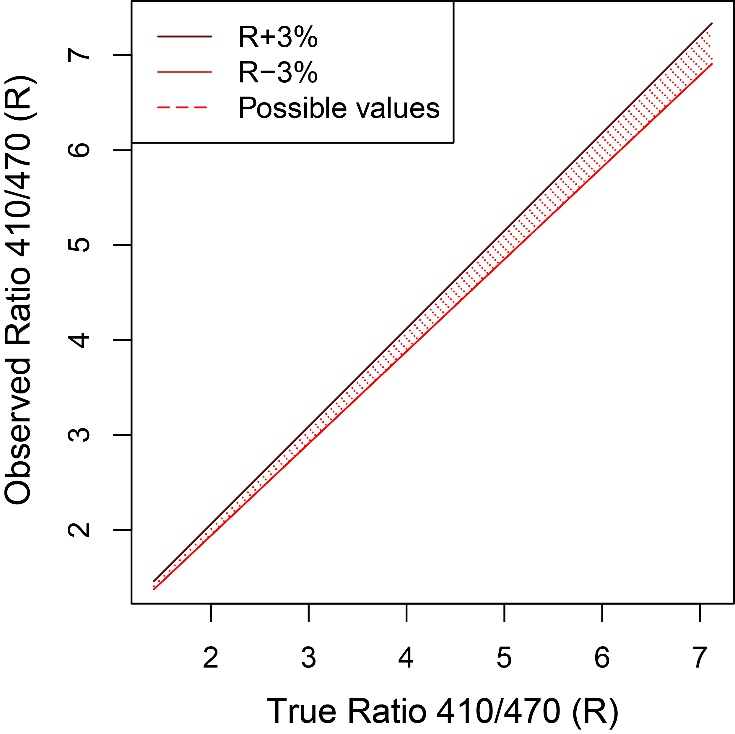 R+3%
R−3%
Possible values
Observed Ratio 410/470 (R)
7
6
5
4
3
2
2 3 4 5 6 7
True Ratio 410/470 (R)